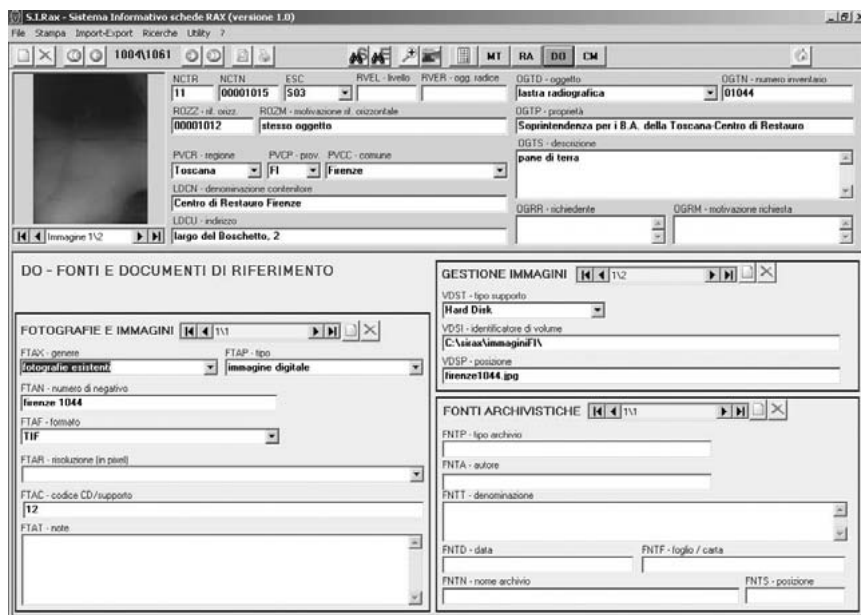 S.I.Rax - Sistema Informativo schede RAX (versione 1.0)
File Stampa Import-Export Ricerche Utility ?
1004\1061 MT RA DO CM
NCTR NCTN ESC RVEL - livello RVER - ogg. radice OGTD - oggetto OGTN - numero inventario
11 00001015 S03 lastra radiografica 01044
ROZZ - rif. orizz. ROZM - motivazione rif. orizzontale OGTP - proprietà
00001012 stesso oggetto Soprintendenza per i B.A. della Toscana-Centro di Restauro
OGTS - descrizione
PVCR - regione PVCP - prov. PVCC - comune pane di terra
Toscana FI Firenze
LDCN - denominazione contenitore
Centro di Restauro Firenze
LDCU - indirizzo OGRR - richiedente OGRM - motivazione richiesta
Immagine 1\2 largo del Boschetto, 2
DO - FONTI E DOCUMENTI DI RIFERIMENTO
FOTOGRAFIE E IMMAGINI 1\1
FTAX - genere FTAP - tipo
fotografie esistenti immagine digitale
FTAN - numero di negativo
firenze 1044
FTAF - formato
TIF
FTAR - risoluzione (in pixel)
FTAC - codice CD/supporto
12
FTAT - note
GESTIONE IMMAGINI 1\2
VDST - tipo supporto
Hard Disk
VDSI - identificatore di volume
C:\sirax\immaginiFI\
VDSP - posizione
firenze1044.jpg
FONTI ARCHIVISTICHE 1\1
FNTP - tipo archivio
FNTA - autore
FNTT - denominazione
FNTD - data FNTF - foglio / carta
FNTN - nome archivio FNTS - posizione